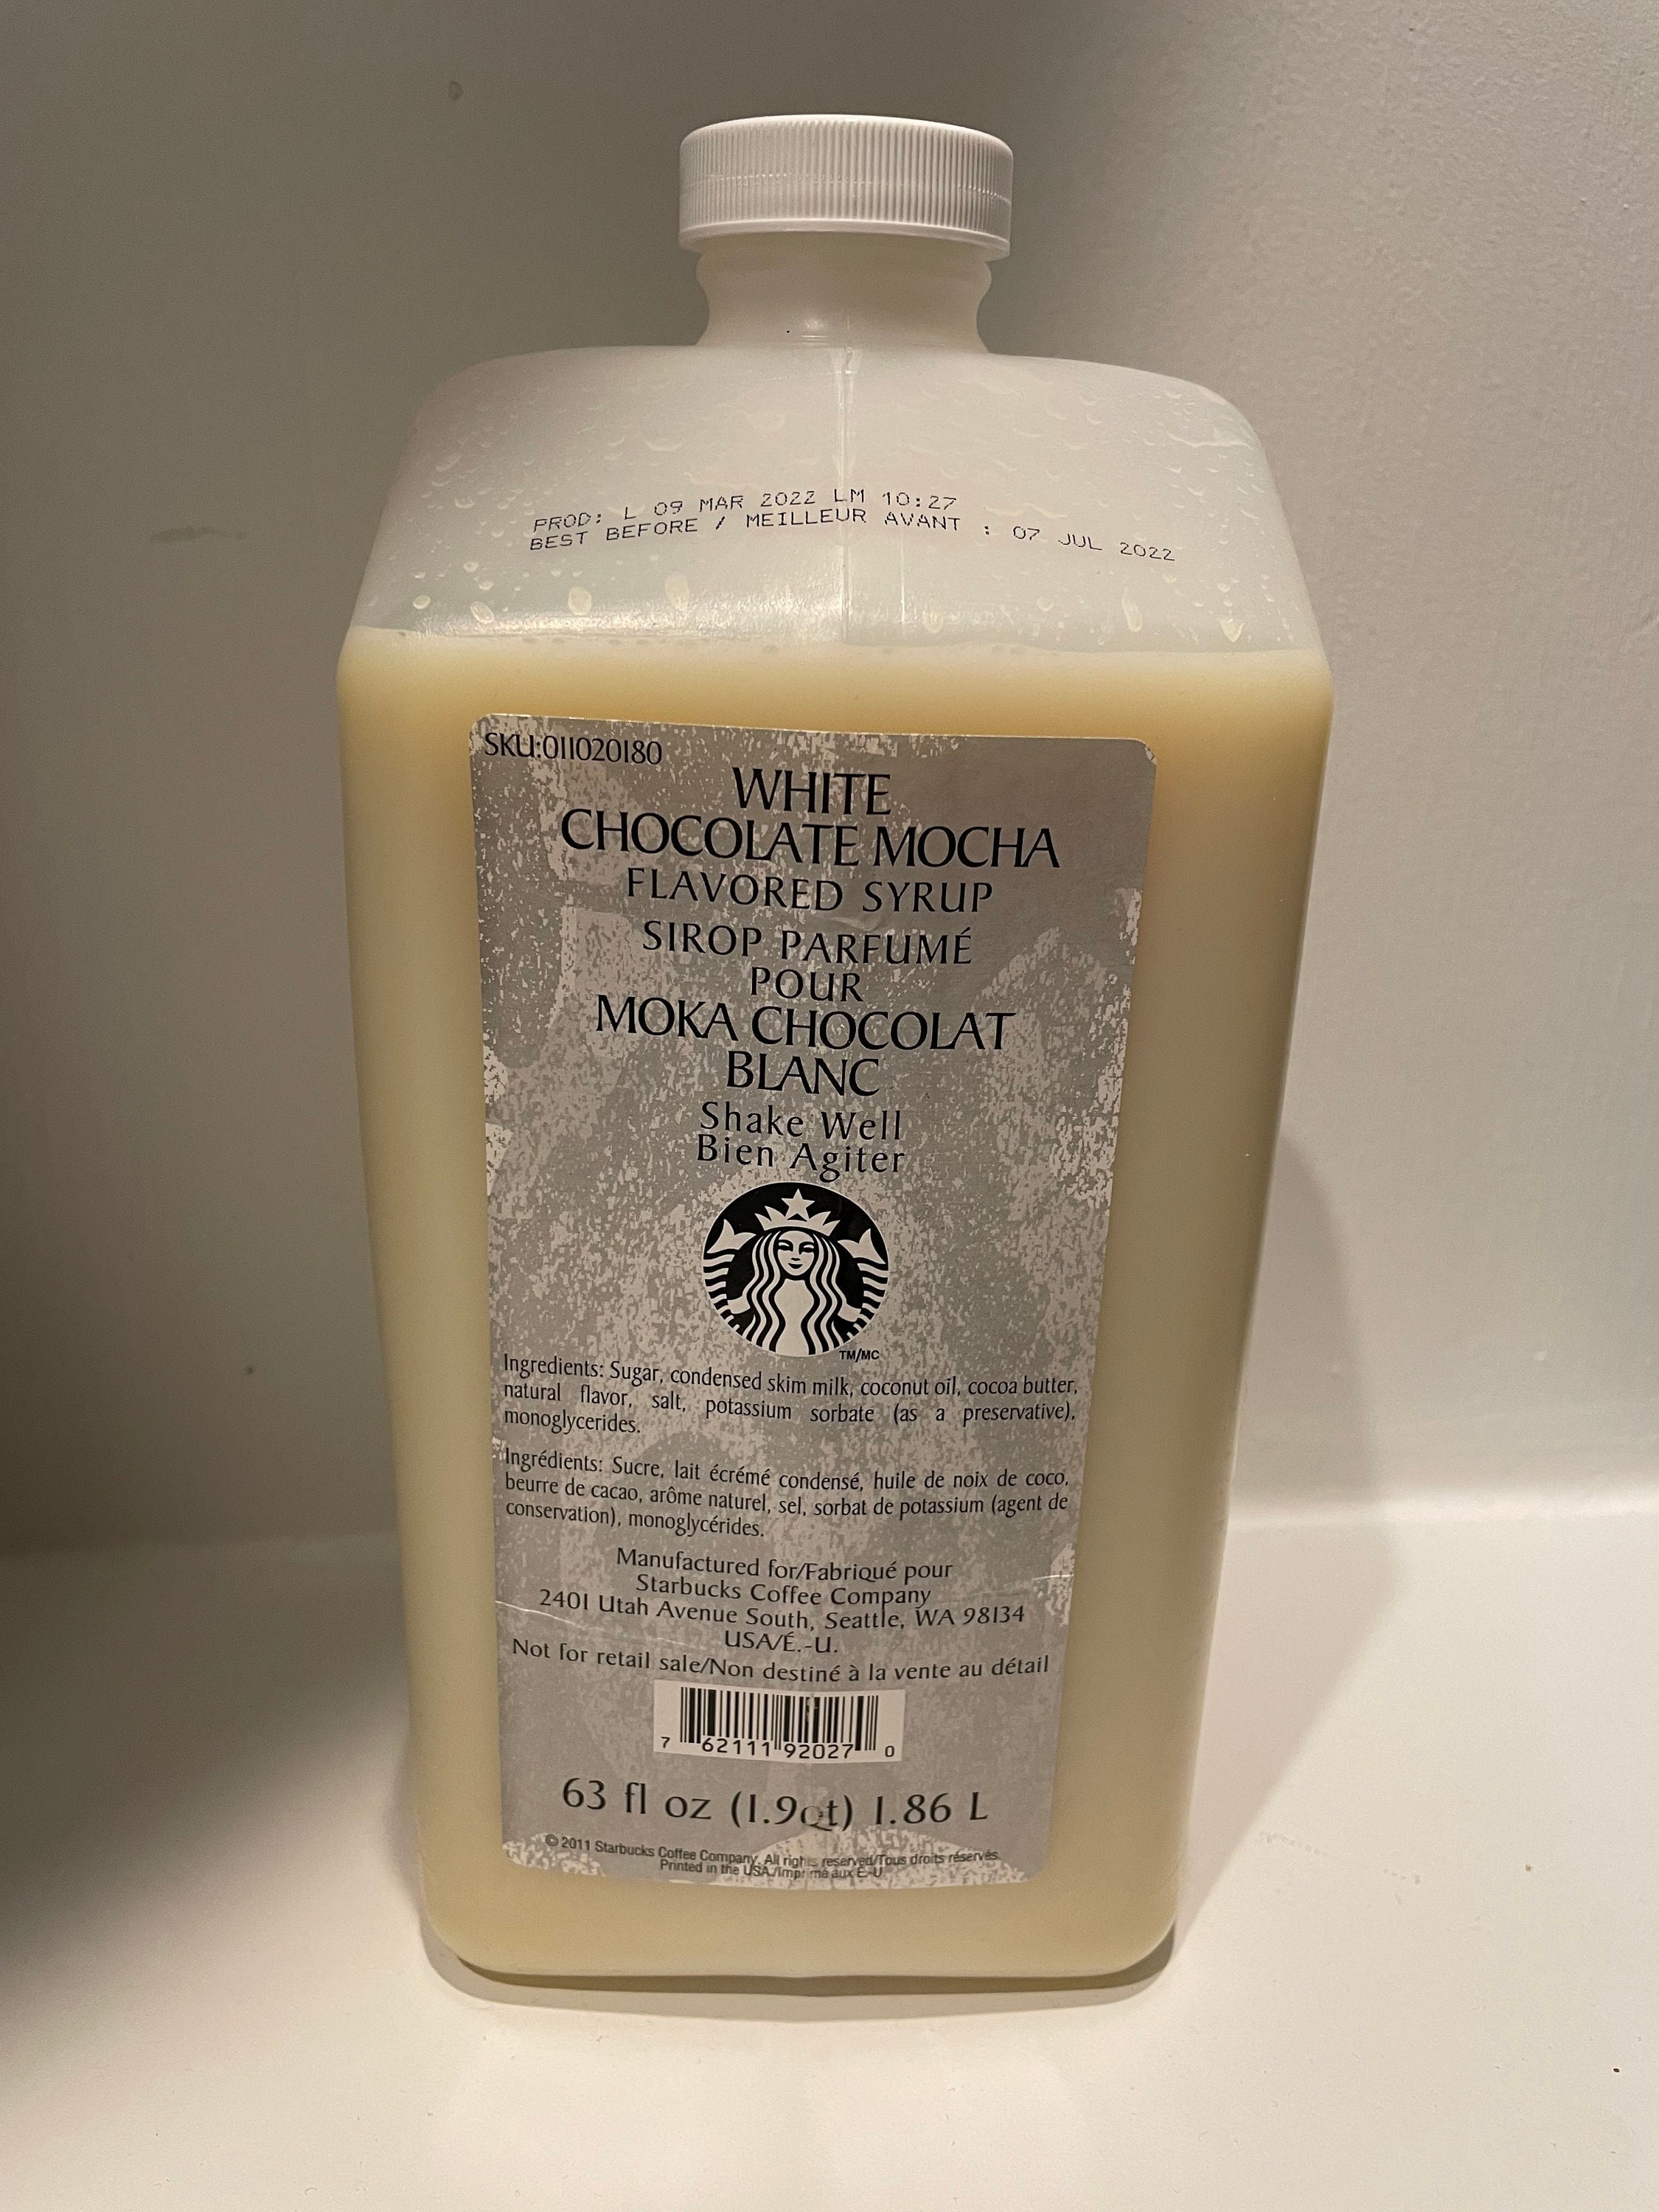 PROD: L 09 MAR 2022 LM 10:27
BEST BEFORE / MEILLEUR AVANT : 07 JUL 2022
SKU:011020180
WHITE
CHOCOLATE MOCHA
FLAVORED SYRUP
SIROP PARFUMÉ
POUR
MOKA CHOCOLAT
BLANC
Shake Well
Bien Agiter
TM/MC
Ingredients: Sugar, condensed skim milk, coconut oil, cocoa butter,
natural flavor, salt, potassium sorbate (as a preservative),
monoglycerides.
Ingrédients: Sucre, lait écrémé condensé, huile de noix de coco,
beurre de cacao, arôme naturel, sel, sorbat de potassium (agent de
conservation), monoglycérides.
Manufactured for/Fabriqué pour
Starbucks Coffee Company
2401 Utah Avenue South, Seattle, WA 98134
USA/É.-U.
Not for retail sale/Non destiné à la vente au détail
7 62111 92027 0
63 fl oz (1.9Qt) 1.86 L
© 2011 Starbucks Coffee Company. All rights reserved/Tous droits réservés.
Printed in the USA/Imprimé aux É-U.